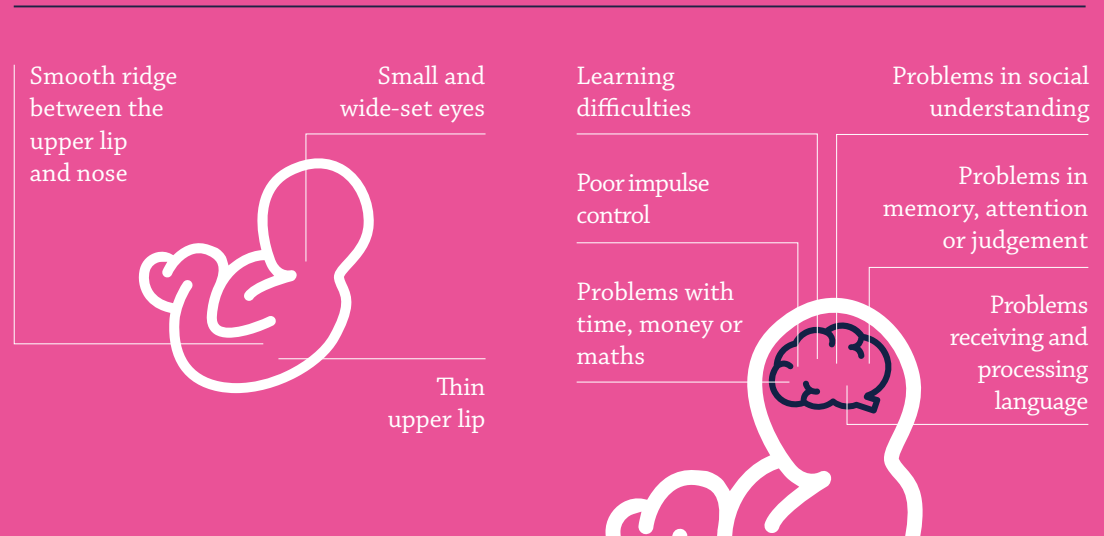 Smooth ridge
between the
upper lip
and nose
Small and
wide-set eyes
Thin
upper lip
Learning
difficulties
Poor impulse
control
Problems with
time, money or
maths
Problems in social
understanding
Problems in
memory, attention
or judgement
Problems
receiving and
processing
language